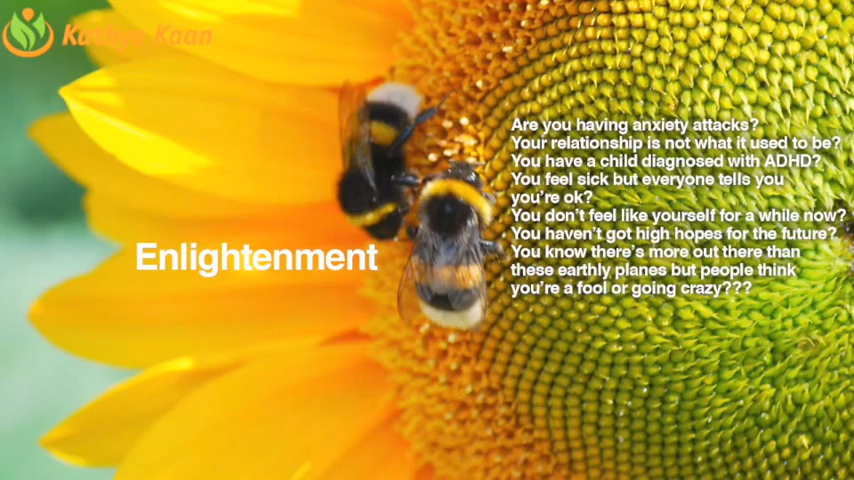 Kathye Kaan
Enlightenment
Are you having anxiety attacks?
Your relationship is not what it used to be?
You have a child diagnosed with ADHD?
You feel sick but everyone tells you
you're ok?
You don't feel like yourself for a while now?
You haven't got high hopes for the future?
You know there's more out there than
these earthly planes but people think
you're a fool or going crazy???